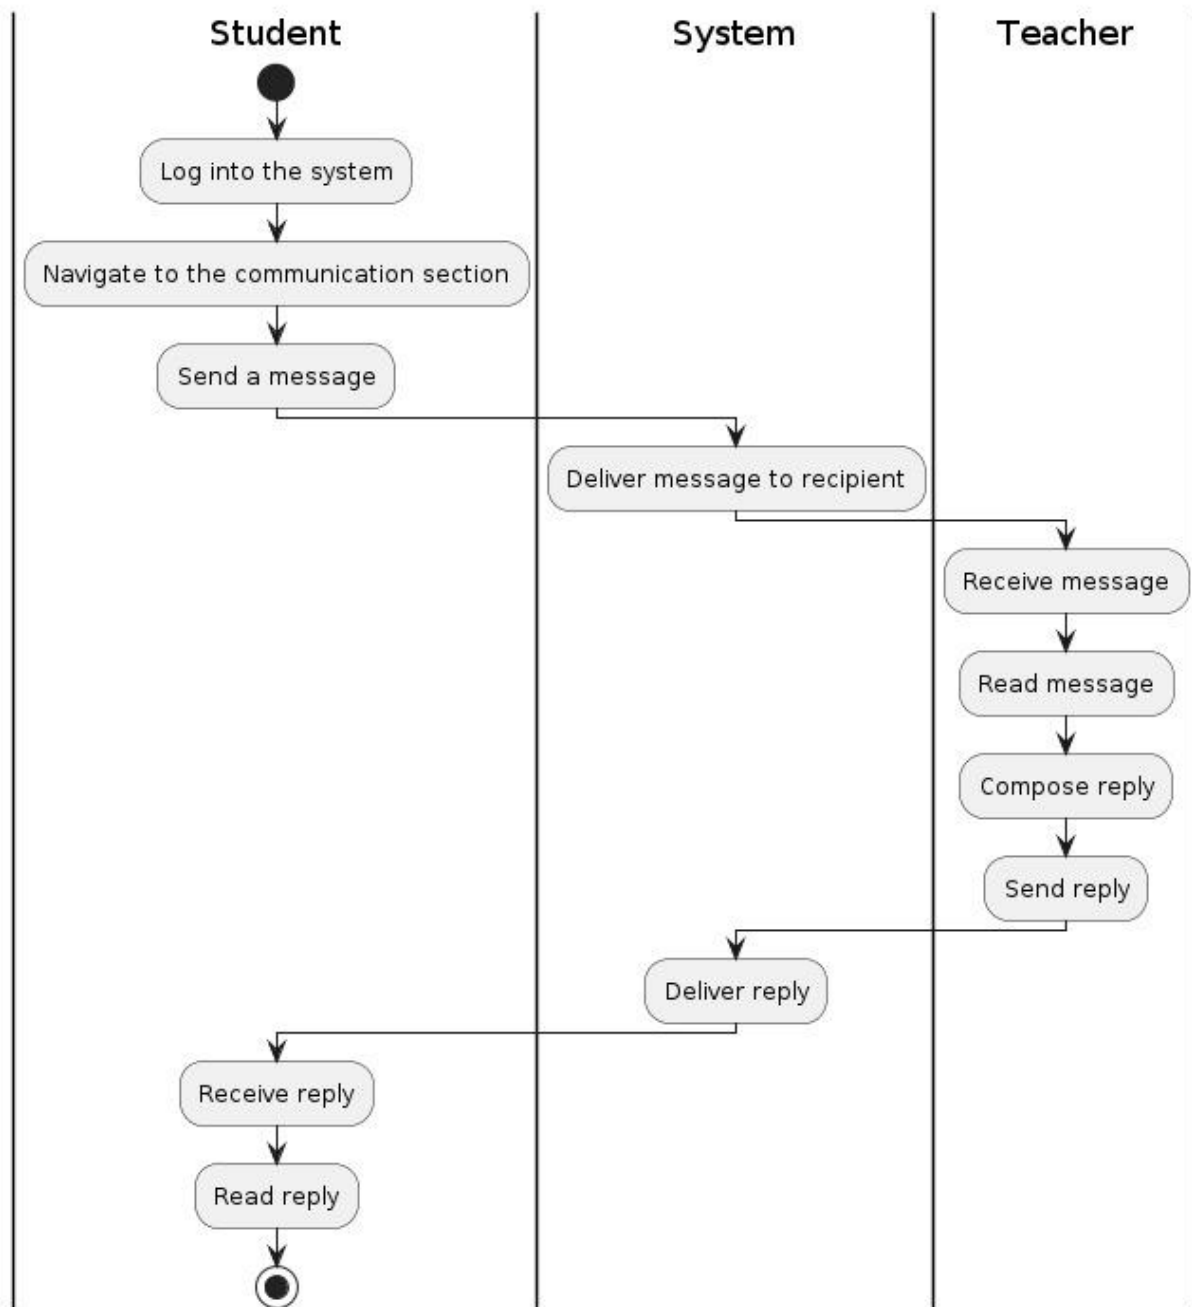 Student
System
Teacher
Log into the system
Navigate to the communication section
Send a message
Deliver message to recipient
Receive message
Read message
Compose reply
Send reply
Deliver reply
Receive reply
Read reply